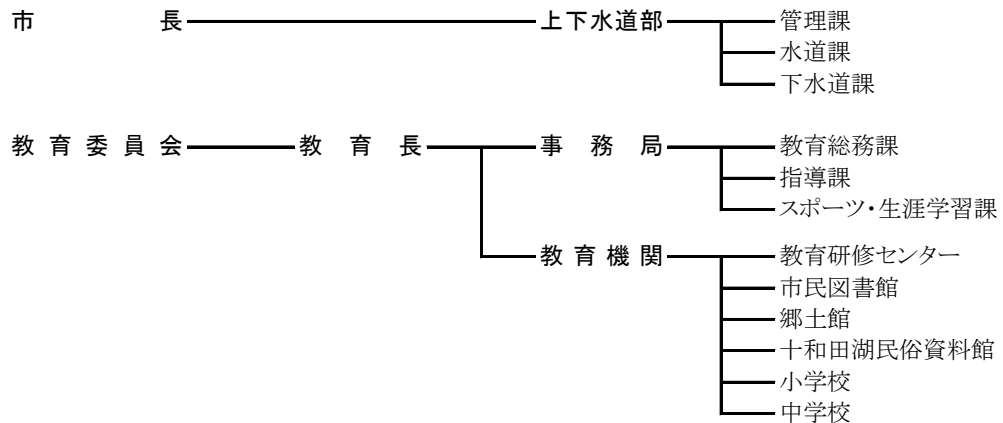 市長 上下水道部 管理課
水道課
下水道課
教育委員会 教育長 事務局 教育総務課
指導課
スポーツ・生涯学習課
教育機関 教育研修センター
市民図書館
郷土館
十和田湖民俗資料館
小学校
中学校